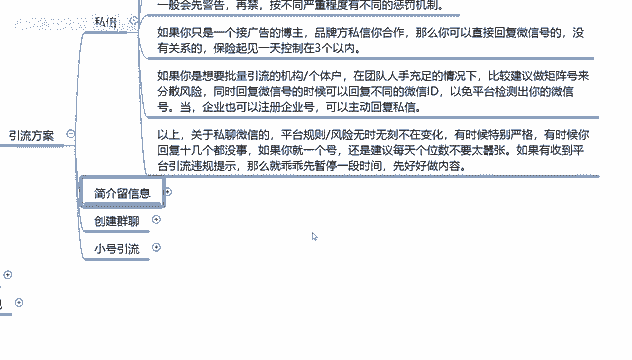 一般会先警告，再禁，按不同严重程度有不同的惩罚机制。
私信
如果你只是一个接广告的博主，品牌方私信你合作，那么你可以直接回复微信号的，没
有关系的，保险起见一天控制在3个以内。
如果你是想要批量引流的机构/个体户，在团队人手充足的情况下，比较建议做矩阵号来
分散风险，同时回复微信号的时候可以回复不同的微信ID，以免平台检测出你的微信
号。当，企业也可以注册企业号，可以主动回复私信。
引流方案
以上，关于私聊微信的，平台规则/风险无时无刻不在变化，有时候特别严格，有时候你
回复十几个都没事，如果你就一个号，还是建议每天个位数不要太嚣张。如果有收到平
台引流违规提示，那么就乖乖先暂停一段时间，先好好做内容。
简介留信息
创建群聊
小号引流